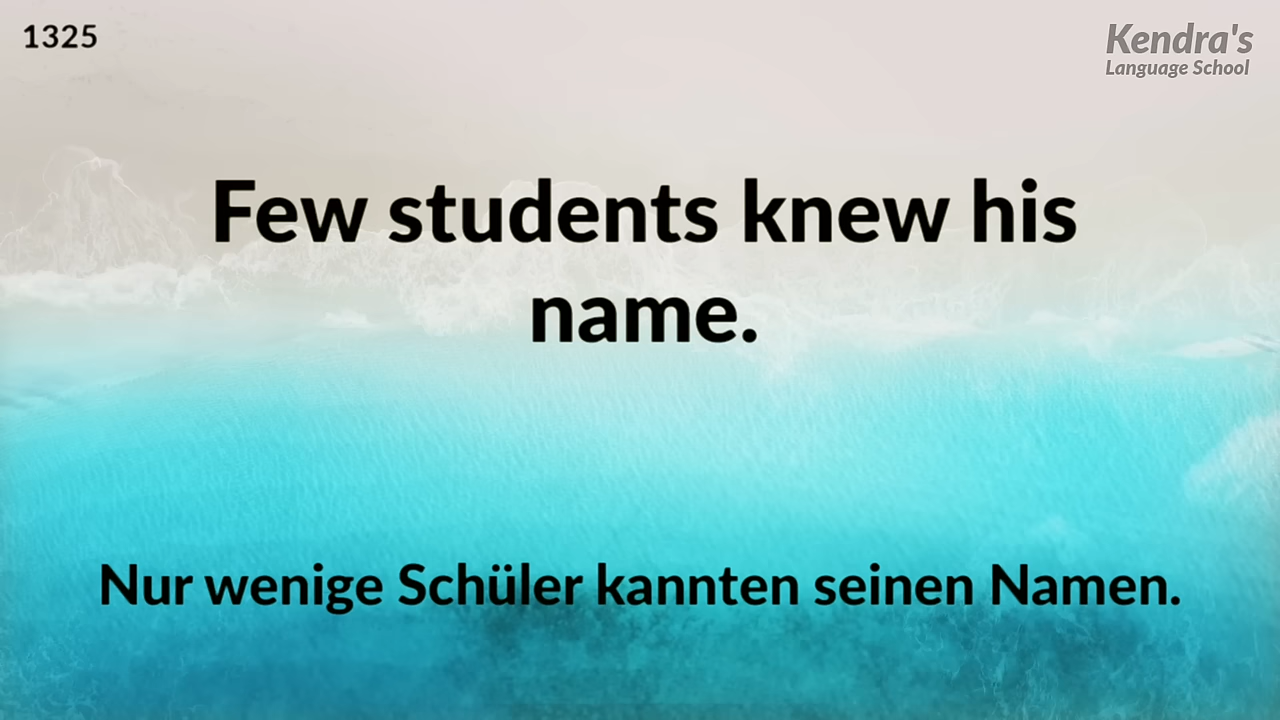 1325
Kendra's
Language School
Few students knew his
name.
Nur wenige Schüler kannten seinen Namen.